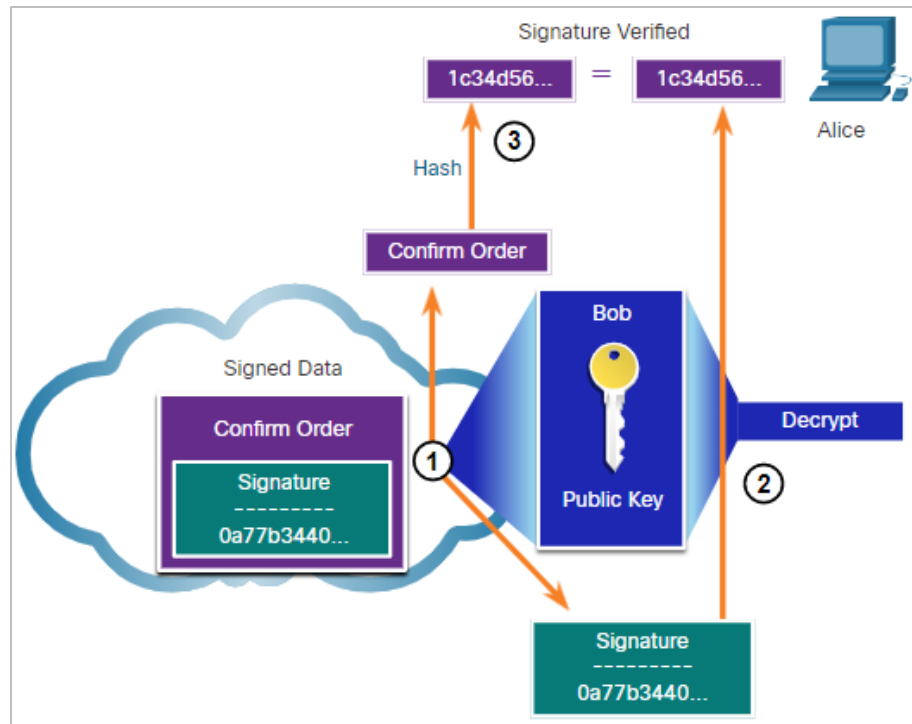 Signature Verified
1c34d56... = 1c34d56...
Alice
3
Hash
Confirm Order
Bob
Signed Data
Confirm Order
Decrypt
Signature
---------
0a77b3440...
1
Public Key
2
Signature
---------
0a77b3440...